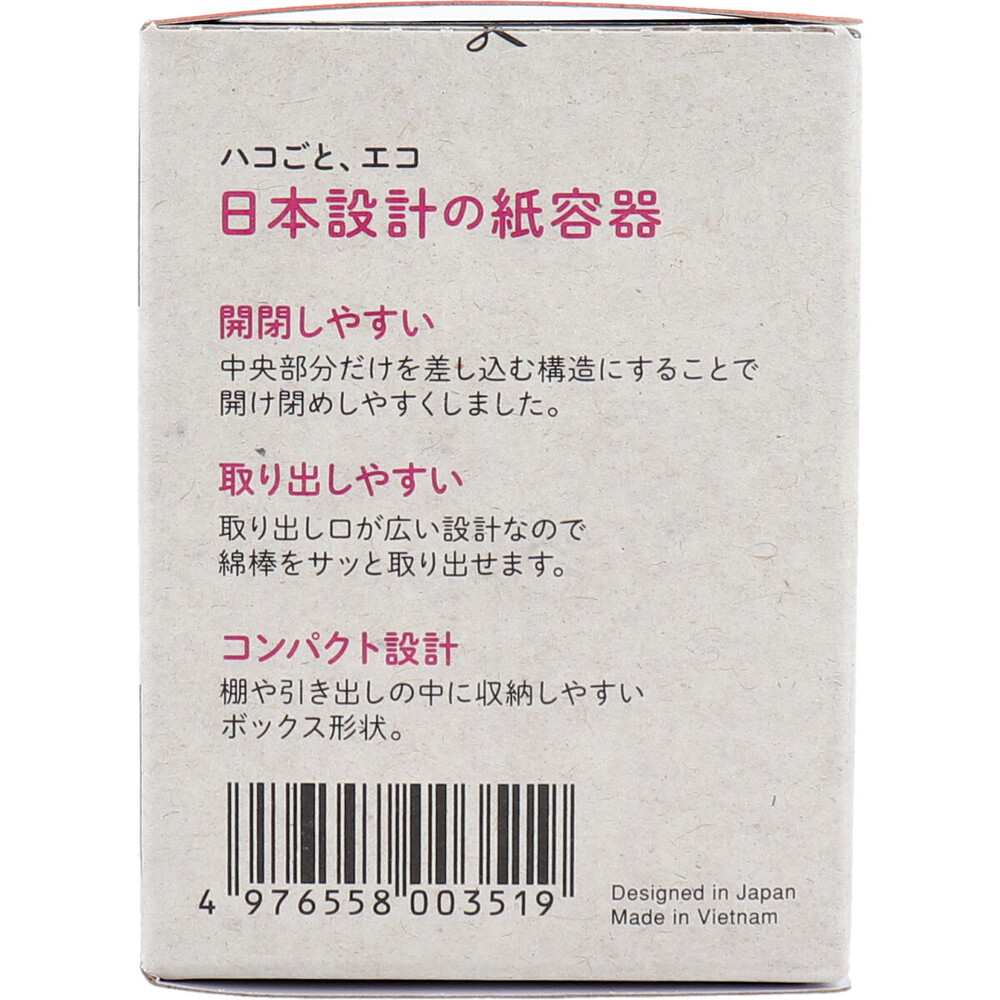 ハコごと、エコ
日本設計の紙容器
開閉しやすい
中央部分だけを差し込む構造にすることで
開け閉めしやすくしました。
取り出しやすい
取り出し口が広い設計なので
綿棒をサッと取り出せます。
コンパクト設計
棚や引き出しの中に収納しやすい
ボックス形状。
4 976558 003519
Designed in Japan
Made in Vietnam